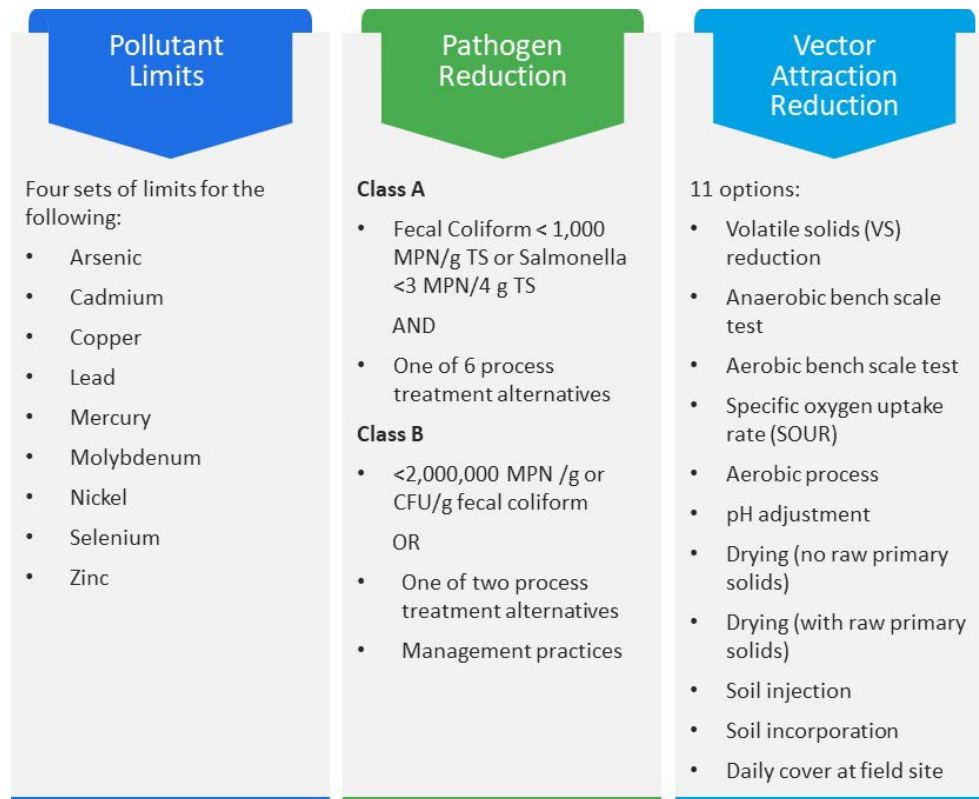 Pollutant
Limits
Four sets of limits for the
following:
• Arsenic
• Cadmium
• Copper
• Lead
• Mercury
• Molybdenum
• Nickel
• Selenium
• Zinc
Pathogen
Reduction
Class A
• Fecal Coliform < 1,000
MPN/g TS or Salmonella
<3 MPN/4 g TS
AND
• One of 6 process
treatment alternatives
Class B
• <2,000,000 MPN /g or
CFU/g fecal coliform
OR
• One of two process
treatment alternatives
• Management practices
Vector
Attraction
Reduction
11 options:
• Volatile solids (VS)
reduction
• Anaerobic bench scale
test
• Aerobic bench scale test
• Specific oxygen uptake
rate (SOUR)
• Aerobic process
• pH adjustment
• Drying (no raw primary
solids)
• Drying (with raw primary
solids)
• Soil injection
• Soil incorporation
• Daily cover at field site